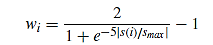 w_i = \frac{2}{1 + e^{-5|s(i)/s_{max}|}} - 1